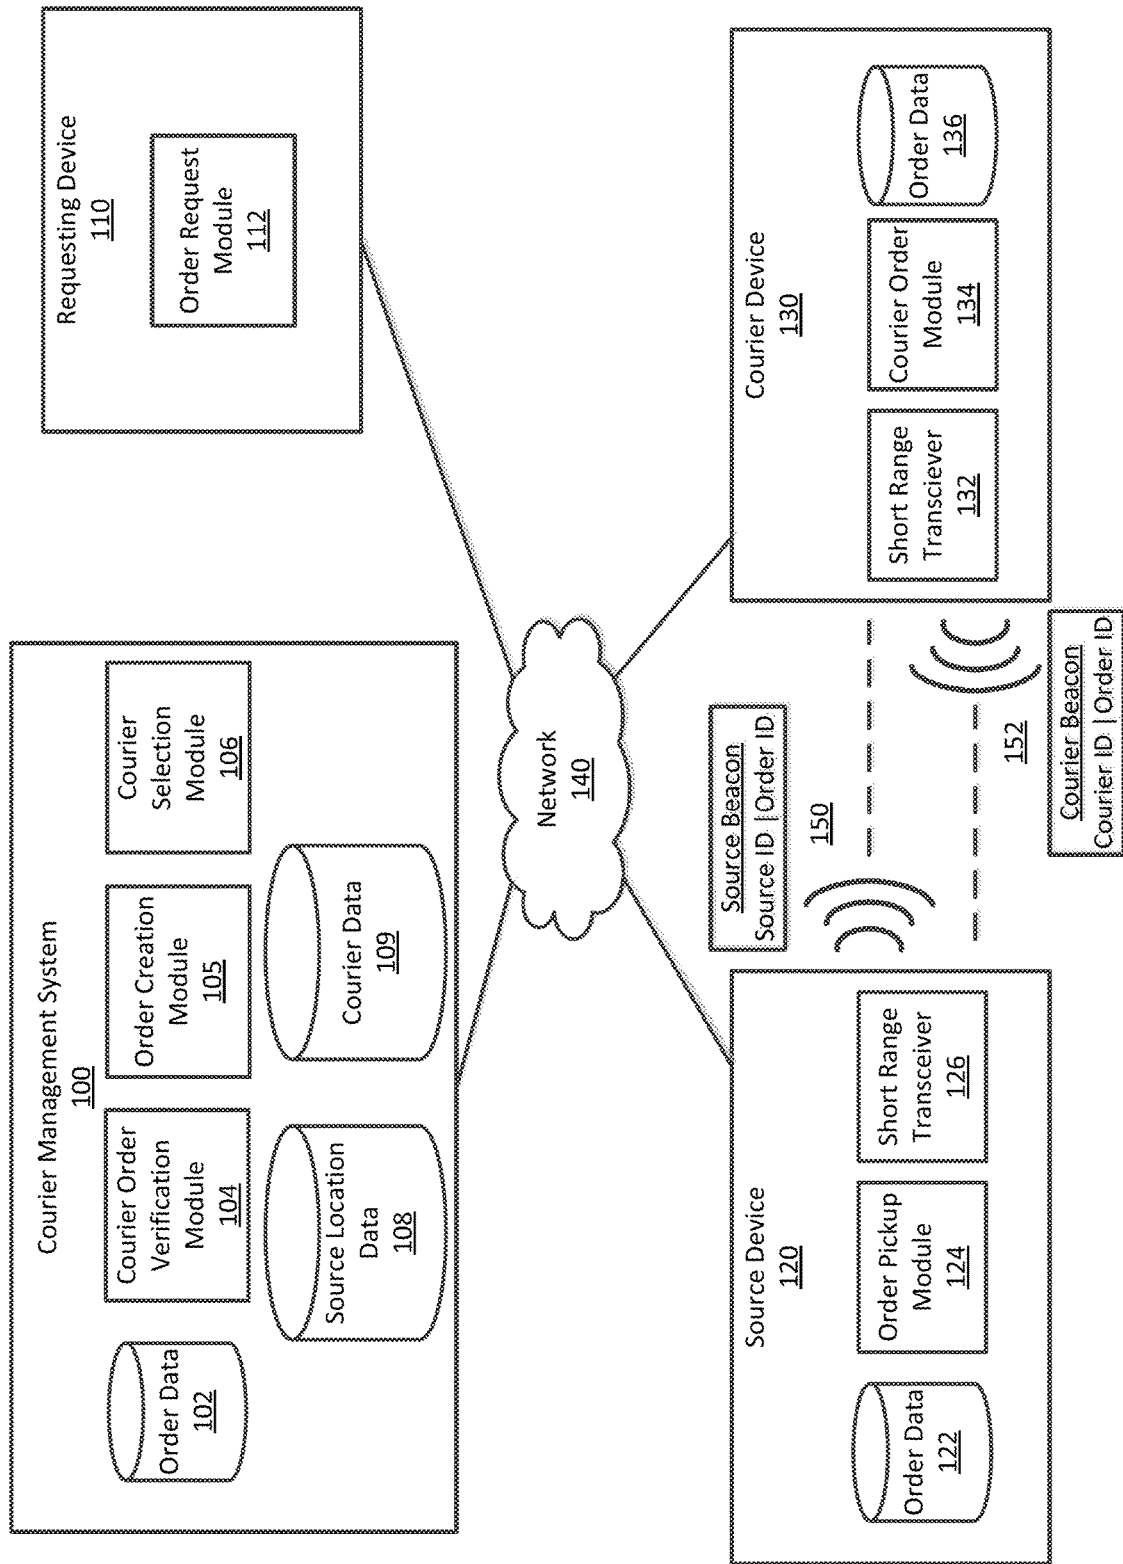 Courier Management System
100
Order Data
102
Courier Order
Verification
Module
104
Order Creation
Module
105
Courier
Selection
Module
106
Source Location
Data
108
Courier Data
109
Requesting Device
110
Order Request
Module
112
Network
140
Source Device
120
Order Data
122
Order Pickup
Module
124
Short Range
Transceiver
126
Source Beacon
Source ID | Order ID
150
152
Courier Beacon
Courier ID | Order ID
Courier Device
130
Short Range
Transciever
132
Courier Order
Module
134
Order Data
136